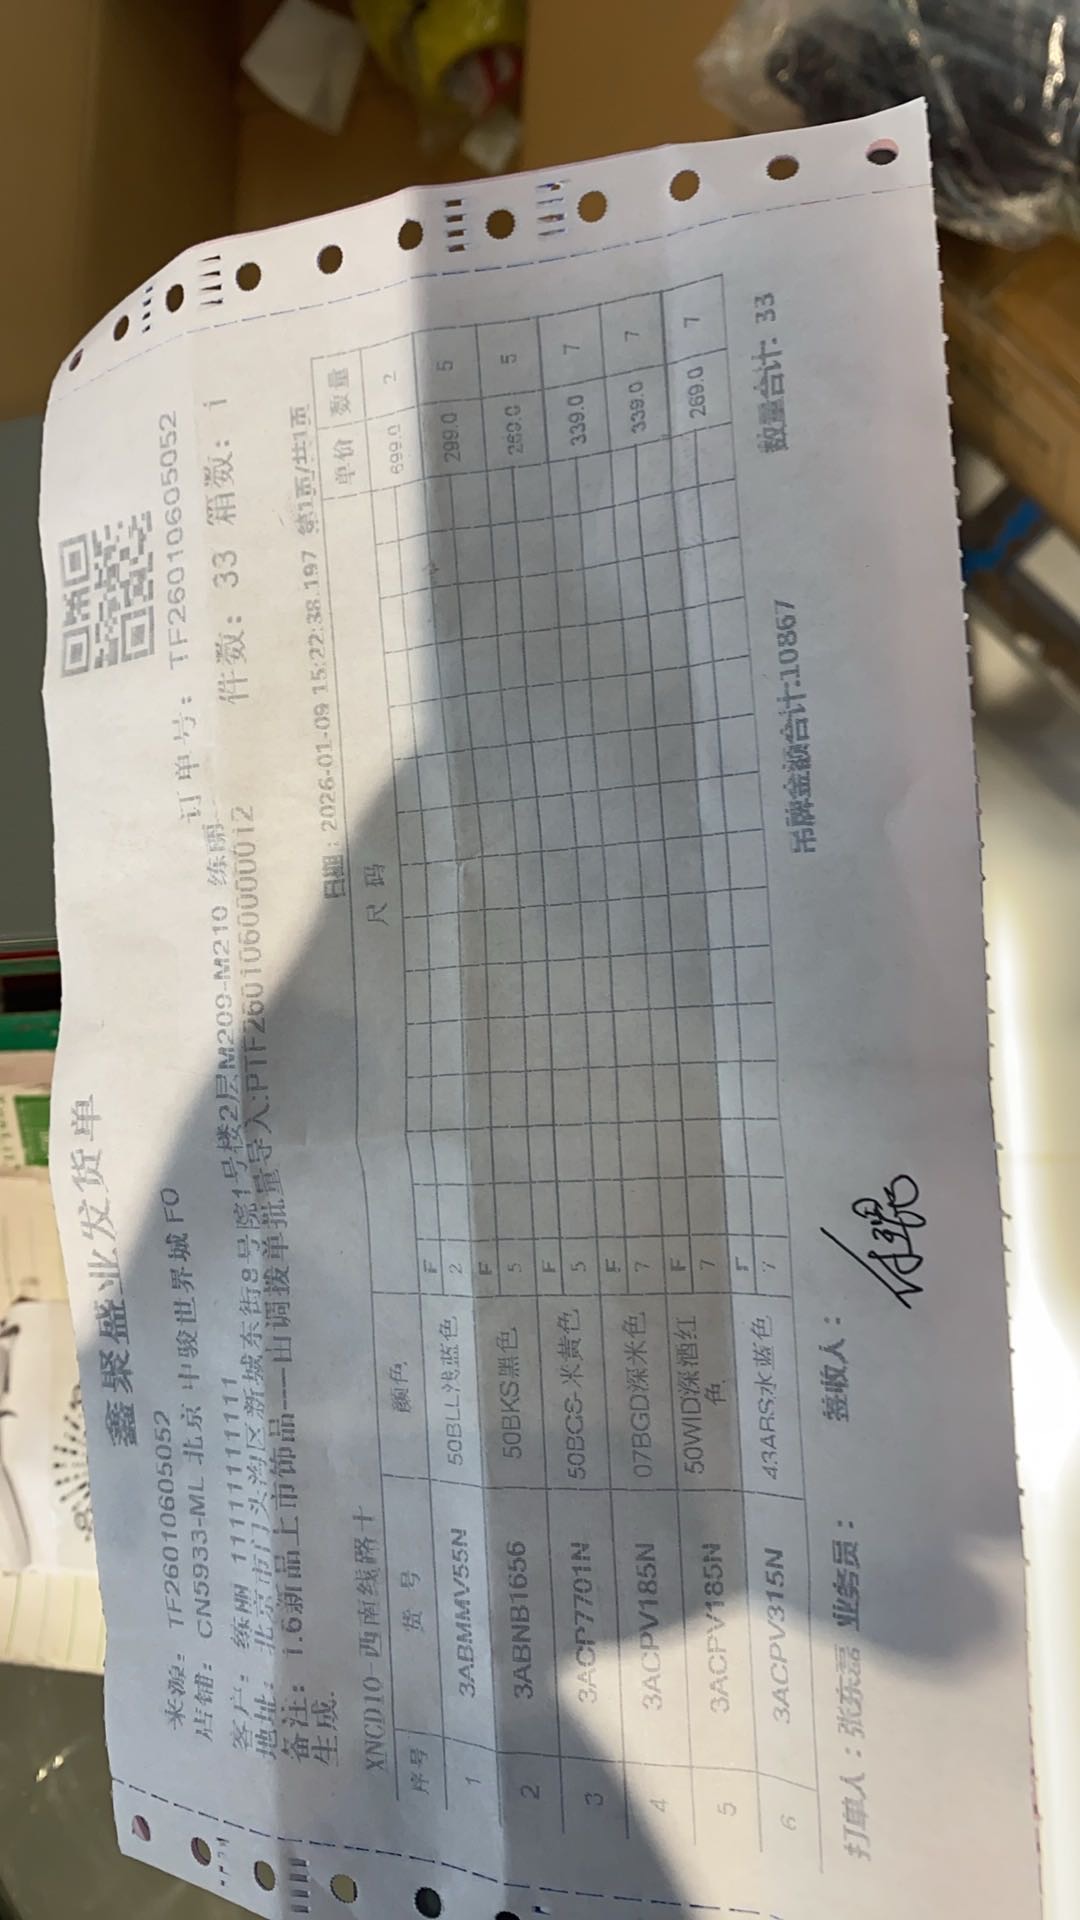 鑫聚盛业发货单
来源：TF26010605052 订单号：TF26010605052
店铺：CN5933-ML 北京 中骏世界城 F0 件数：33 箱数：1
客户：练丽 11111111111
地址：北京市门头沟区新城东街8号院1号楼2层M209-M210 练丽
备注：1.6新品上市饰品---由调拨单批量导入:PTF260106000012
生成.
日期：2026-01-09 15:22:38.197 第1页/共1页
XNCD10-西南线路十
序号 货号 颜色 尺码 单价 数量
1 3ABMMV55N 50BLL浅蓝色 F 2 699.0 2
2 3ABNB1656 50BKS黑色 F 5 299.0 5
3 3ACP7701N 50BCS-米黄色 F 5 269.0 5
4 3ACPV185N 07BGD深米色 F 7 339.0 7
5 3ACPV185N 50WID深酒红色 F 7 339.0 7
6 3ACPV315N 43ARS水蓝色 F 7 269.0 7
打单人：张东磊 业务员： 签收人： 吊牌金额合计:10867 数量合计: 33